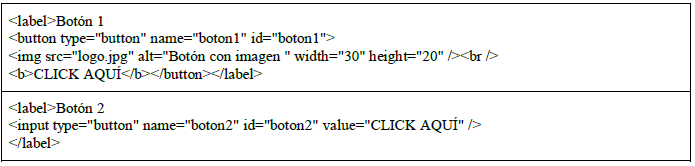 <label>Botón 1
<button type="button" name="boton1" id="boton1">
<img src="logo.jpg" alt="Botón con imagen " width="30" height="20" /><br />
<b>CLICK AQUÍ</b></button></label>
<label>Botón 2
<input type="button" name="boton2" id="boton2" value="CLICK AQUÍ" />
</label>